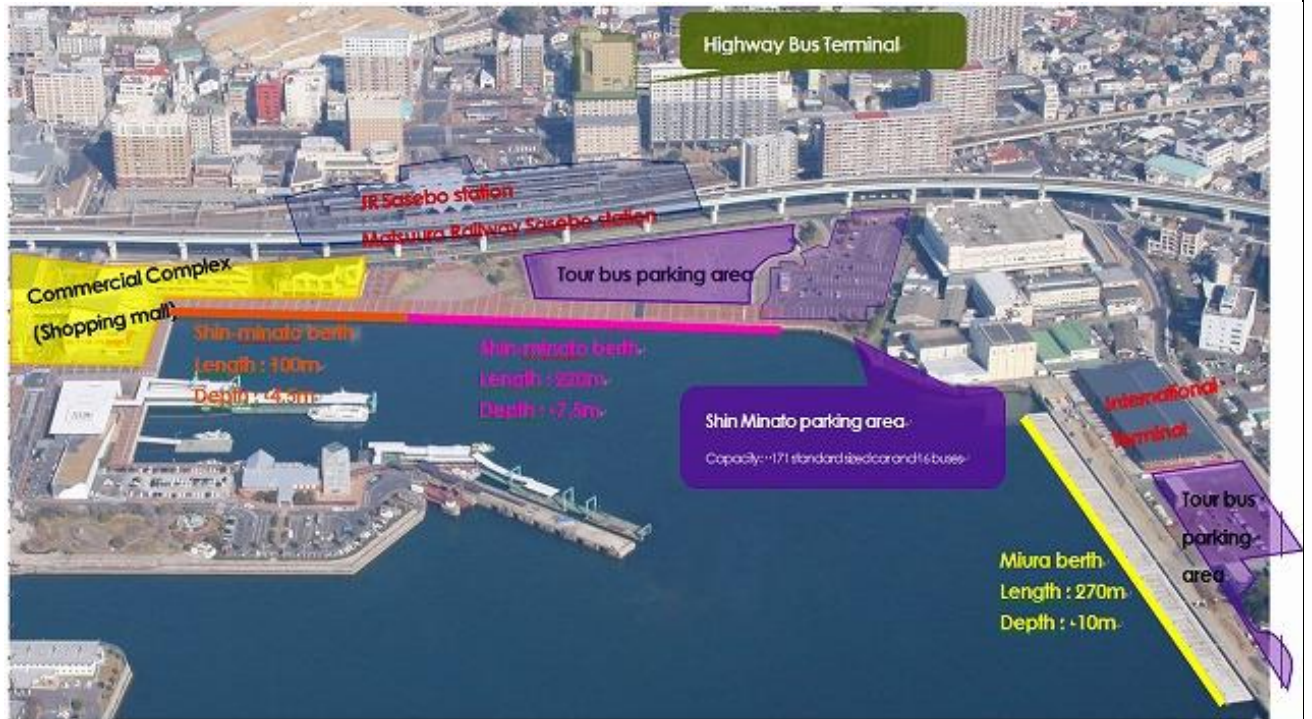 Highway Bus Terminal
JR Sasebo station
Matsuura Railway Sasebo station
Commercial Complex
(Shopping mall)
Tour bus parking area
Shin-minato berth
Length : 100m
Depth : -4.5m
Shin-minato berth
Length : 220m
Depth : -7.5m
Shin Minato parking area
Capacity: 171 standard sized car and 16 buses
International
Terminal
Tour bus
parking
area
Miura berth
Length : 270m
Depth : -10m